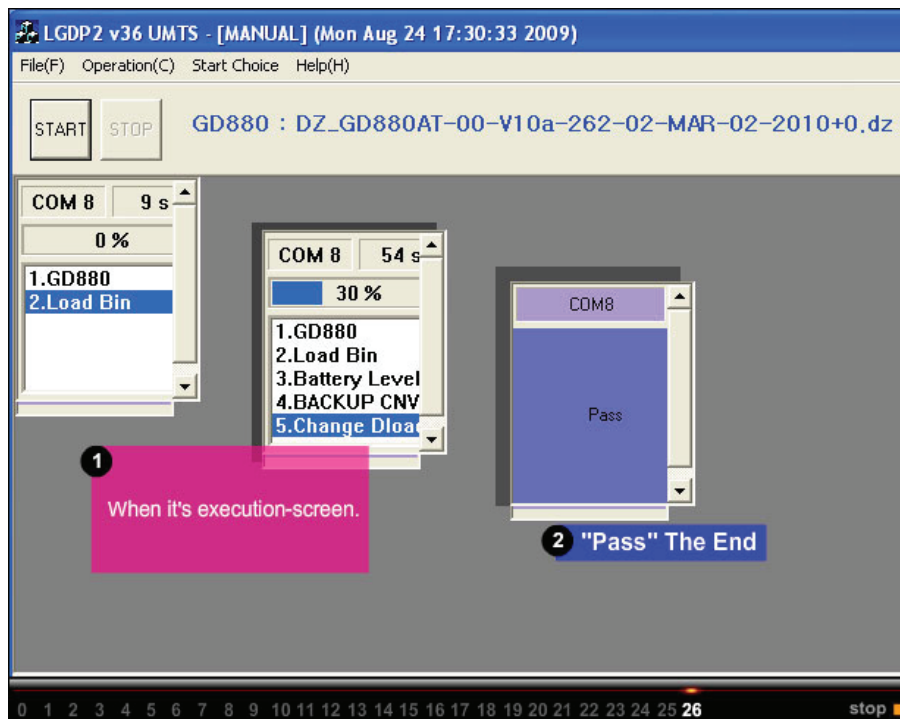 LGDP2 v36 UMTS - [MANUAL] (Mon Aug 24 17:30:33 2009)
File(F) Operation(C) Start Choice Help(H)
START STOP GD880 : DZ_GD880AT-00-V10a-262-02-MAR-02-2010+0.dz
COM 8 9 s
0 %
1.GD880
2.Load Bin
COM 8 54 s
30 %
1.GD880
2.Load Bin
3.Battery Level
4.BACKUP CNV
5.Change Dload
COM8
Pass
1
When it's execution-screen.
2 "Pass" The End
0 1 2 3 4 5 6 7 8 9 10 11 12 13 14 15 16 17 18 19 20 21 22 23 24 25 26 stop